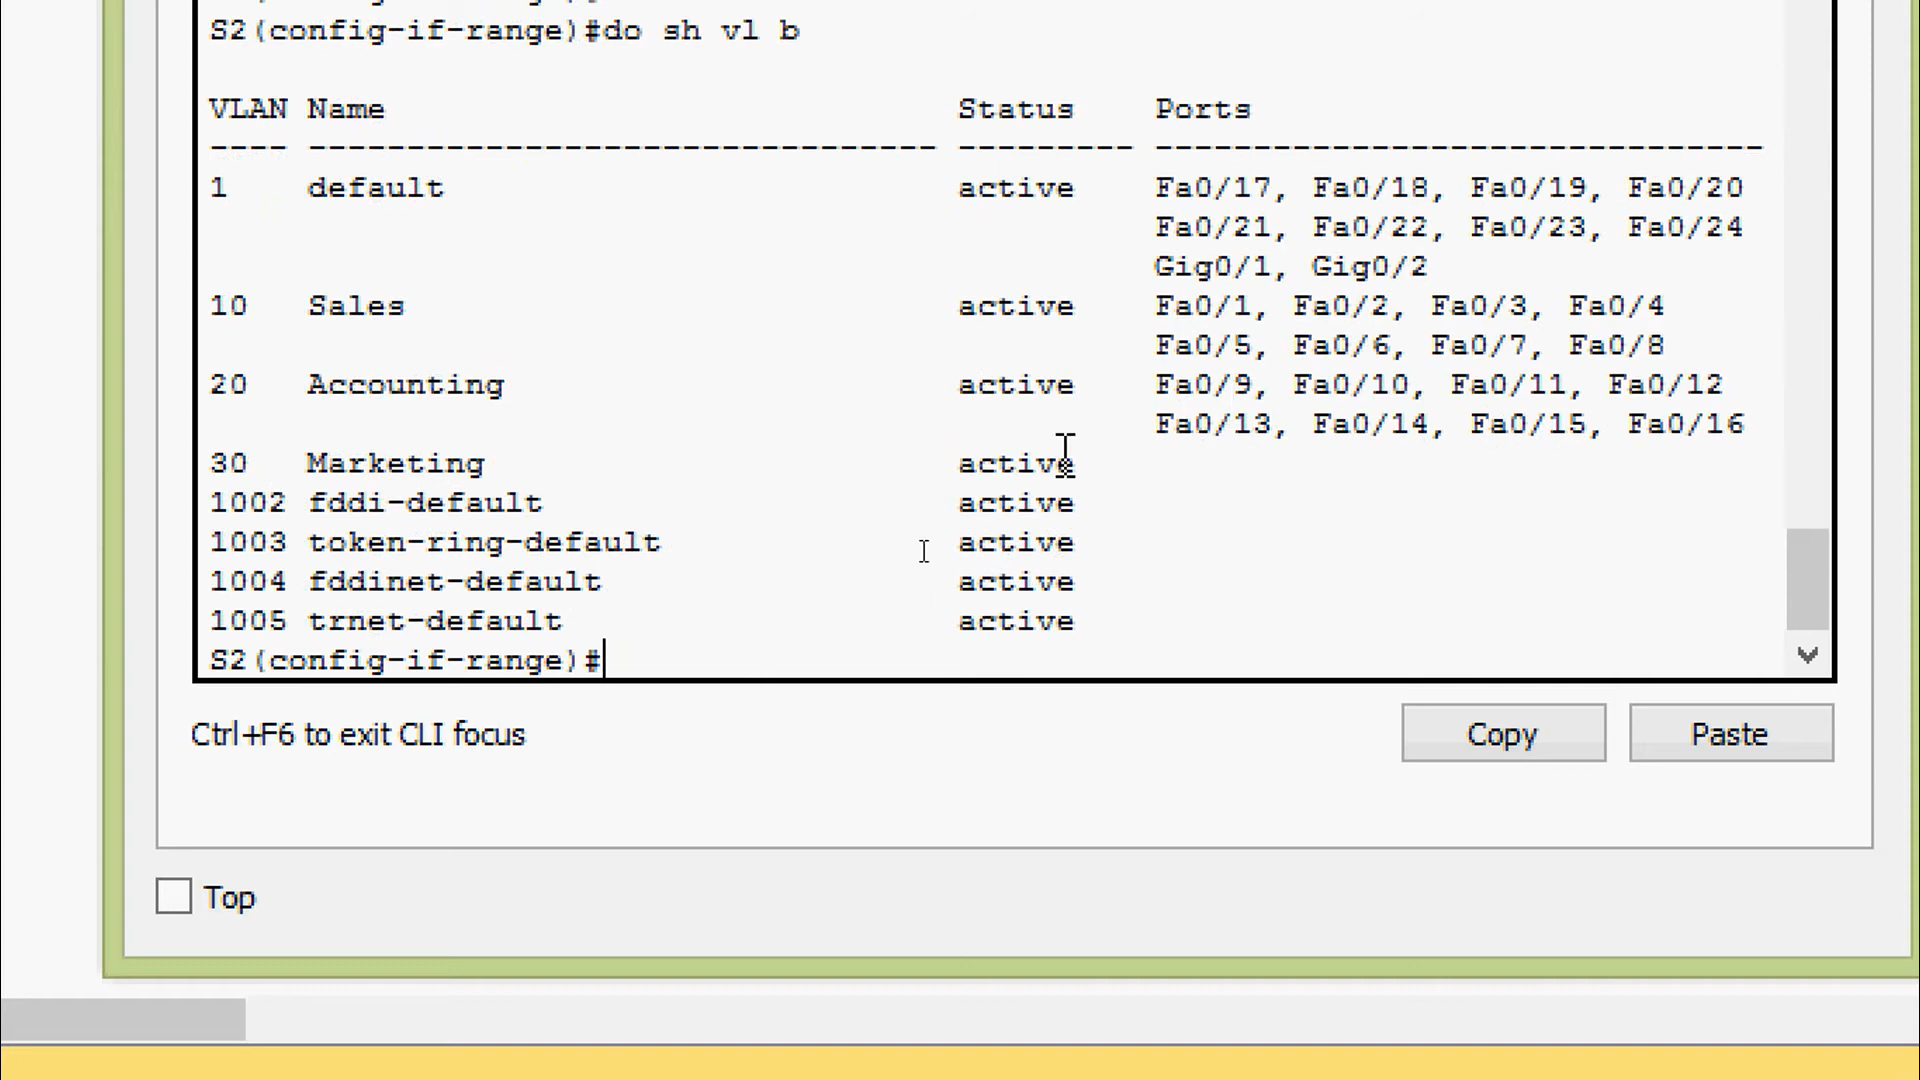 S2(config-if-range)#do sh vl b
VLAN Name Status Ports
---- -------------------------------- --------- -------------------------------
1 default active Fa0/17, Fa0/18, Fa0/19, Fa0/20
Fa0/21, Fa0/22, Fa0/23, Fa0/24
Gig0/1, Gig0/2
10 Sales active Fa0/1, Fa0/2, Fa0/3, Fa0/4
Fa0/5, Fa0/6, Fa0/7, Fa0/8
20 Accounting active Fa0/9, Fa0/10, Fa0/11, Fa0/12
Fa0/13, Fa0/14, Fa0/15, Fa0/16
30 Marketing active
1002 fddi-default active
1003 token-ring-default active
1004 fddinet-default active
1005 trnet-default active
S2(config-if-range)#
Ctrl+F6 to exit CLI focus
Copy
Paste
Top